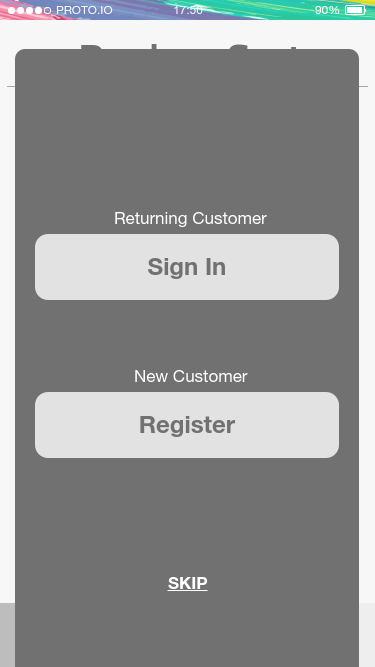 PROTO.IO 17:50 90%
Returning Customer
Sign In
New Customer
Register
SKIP